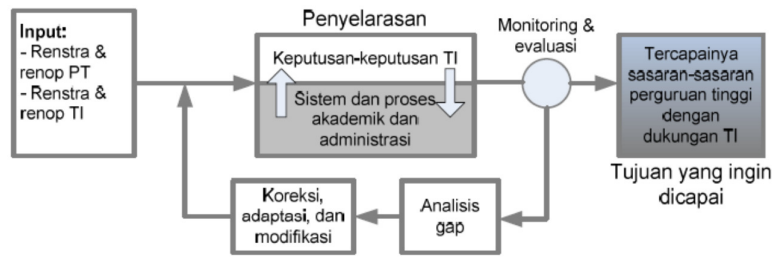 Input:
- Renstra &
renop PT
- Renstra &
renop TI
Penyelarasan
Keputusan-keputusan TI
Sistem dan proses
akademik dan
administrasi
Monitoring &
evaluasi
Tercapainya
sasaran-sasaran
perguruan tinggi
dengan
dukungan TI
Tujuan yang ingin
dicapai
Koreksi,
adaptasi, dan
modifikasi
Analisis
gap